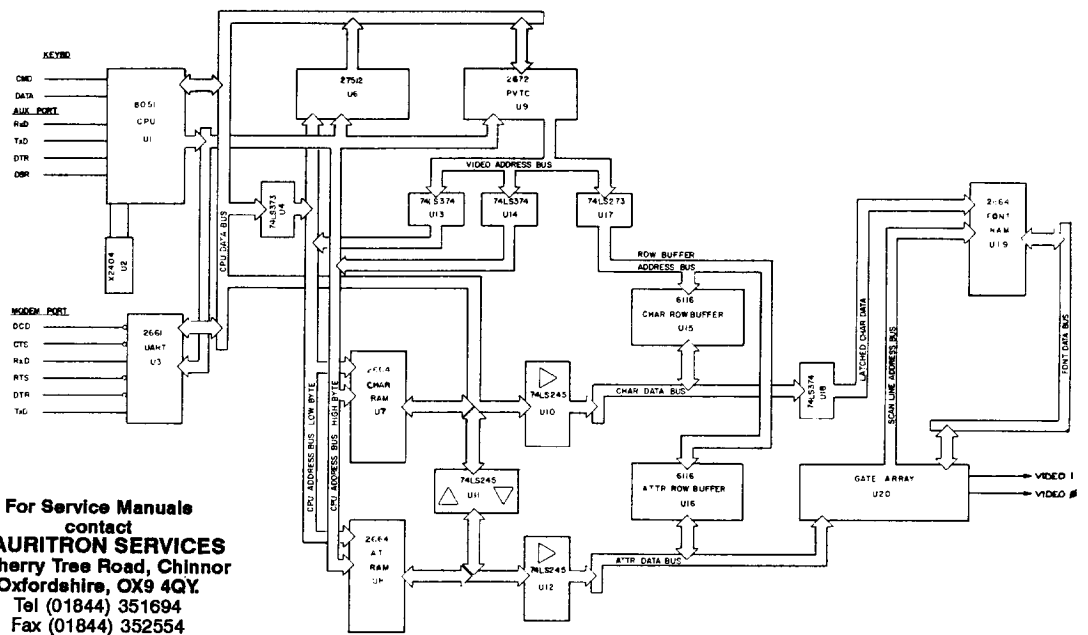 KEYBD
CMD
DATA
AUX PORT
RxD
TxD
DTR
DSR
8051
CPU
U1
X2404
U2
MODEM PORT
DCD
CTS
RxD
RTS
DTR
TxD
2661
UART
U3
CPU DATA BUS
74LS373
U4
27512
U6
2672
PVTC
U9
VIDEO ADDRESS BUS
74LS374
U13
74LS374
U14
74LS273
U17
ROW BUFFER
ADDRESS BUS
6116
CHAR ROWBUFFER
U15
CPU ADDRESS BUS LOW BYTE
CPU ADDRESS BUS HIGH BYTE
CHAR
RAM
U7
74LS245
U10
CHAR DATA BUS
74LS374
U18
LATCHED CHAR DATA
SCAN LINE ADDRESS BUS
FONT
U19
FONT DATA BUS
74LS245
U11
6116
ATTR ROW BUFFER
U16
GATE ARRAY
U20
VIDEO 1
VIDEO
AT
RAM
74LS245
U12
ATTR DATA BUS
For Service Manuals
contact
AURITRON SERVICES
herry Tree Road, Chinnor
Oxfordshire, OX9 4QY.
Tel (01844) 351694
Fax (01844) 352554